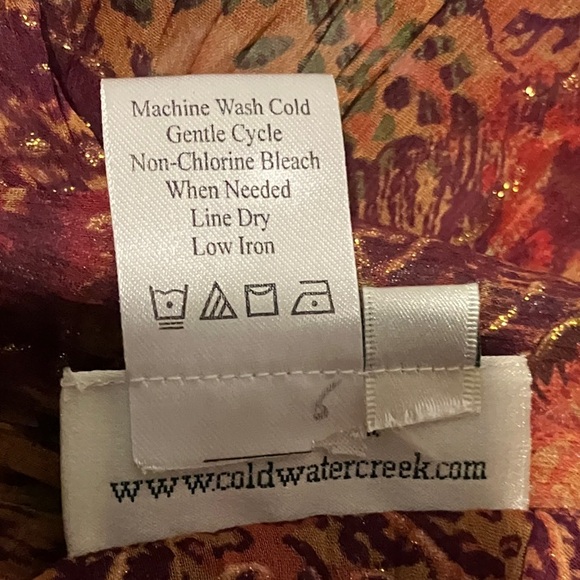 Machine Wash Cold
Gentle Cycle
Non-Chlorine Bleach
When Needed
Line Dry
Low Iron
www.coldwatercreek.com